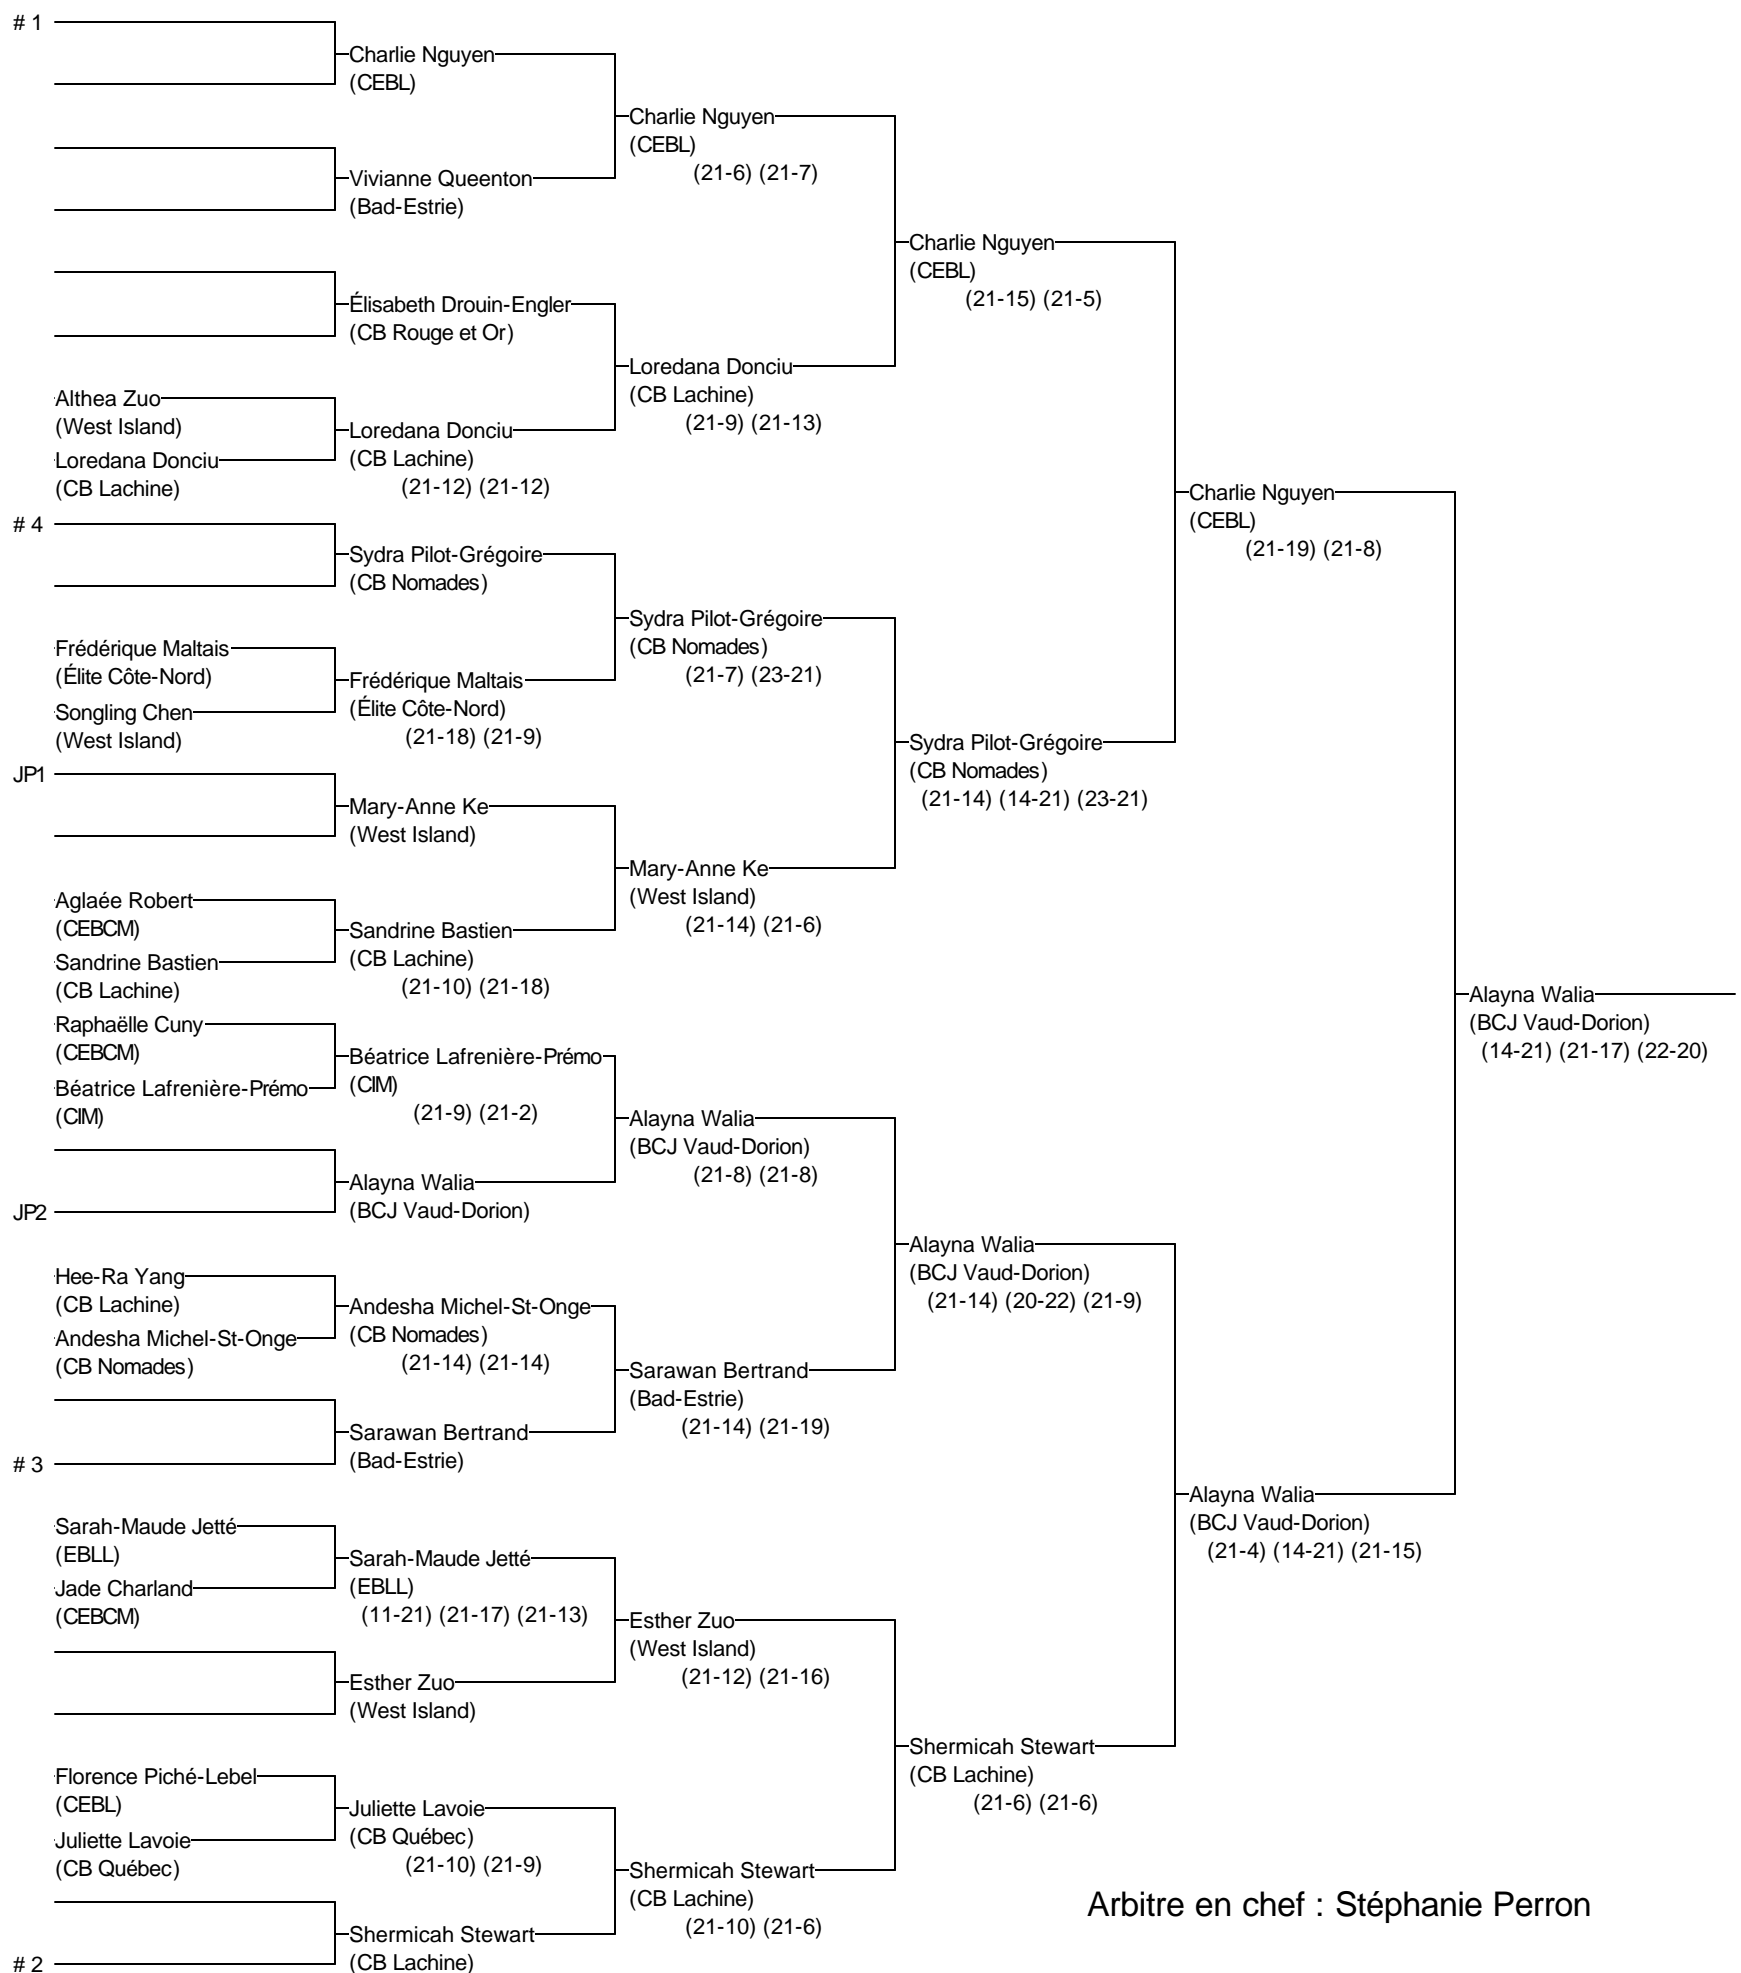 # 1
Charlie Nguyen
(CEBL)
Charlie Nguyen
(CEBL)
(21-6) (21-7)
Vivianne Queenton
(Bad-Estrie)
Charlie Nguyen
(CEBL)
(21-15) (21-5)
Élisabeth Drouin-Engler
(CB Rouge et Or)
Loredana Donciu
(CB Lachine)
(21-9) (21-13)
Althea Zuo
(West Island)
Loredana Donciu
(CB Lachine)
(21-12) (21-12)
Loredana Donciu
(CB Lachine)
Charlie Nguyen
(CEBL)
(21-19) (21-8)
# 4
Sydra Pilot-Grégoire
(CB Nomades)
Sydra Pilot-Grégoire
(CB Nomades)
(21-7) (23-21)
Frédérique Maltais
(Élite Côte-Nord)
Frédérique Maltais
(Élite Côte-Nord)
(21-18) (21-9)
Songling Chen
(West Island)
Sydra Pilot-Grégoire
(CB Nomades)
(21-14) (14-21) (23-21)
JP1
Mary-Anne Ke
(West Island)
Mary-Anne Ke
(West Island)
(21-14) (21-6)
Aglaée Robert
(CEBCM)
Sandrine Bastien
(CB Lachine)
(21-10) (21-18)
Sandrine Bastien
(CB Lachine)
Alayna Walia
(BCJ Vaud-Dorion)
(14-21) (21-17) (22-20)
Raphaëlle Cuny
(CEBCM)
Béatrice Lafrenière-Prémo
(CIM)
(21-9) (21-2)
Béatrice Lafrenière-Prémo
(CIM)
Alayna Walia
(BCJ Vaud-Dorion)
(21-8) (21-8)
Alayna Walia
(BCJ Vaud-Dorion)
JP2
Alayna Walia
(BCJ Vaud-Dorion)
(21-14) (20-22) (21-9)
Hee-Ra Yang
(CB Lachine)
Andesha Michel-St-Onge
(CB Nomades)
(21-14) (21-14)
Andesha Michel-St-Onge
(CB Nomades)
Sarawan Bertrand
(Bad-Estrie)
(21-14) (21-19)
Sarawan Bertrand
(Bad-Estrie)
# 3
Alayna Walia
(BCJ Vaud-Dorion)
(21-4) (14-21) (21-15)
Sarah-Maude Jetté
(EBLL)
Sarah-Maude Jetté
(EBLL)
(11-21) (21-17) (21-13)
Jade Charland
(CEBCM)
Esther Zuo
(West Island)
(21-12) (21-16)
Esther Zuo
(West Island)
Shermicah Stewart
(CB Lachine)
(21-6) (21-6)
Florence Piché-Lebel
(CEBL)
Juliette Lavoie
(CB Québec)
(21-10) (21-9)
Juliette Lavoie
(CB Québec)
Shermicah Stewart
(CB Lachine)
(21-10) (21-6)
Shermicah Stewart
(CB Lachine)
# 2
Arbitre en chef : Stéphanie Perron